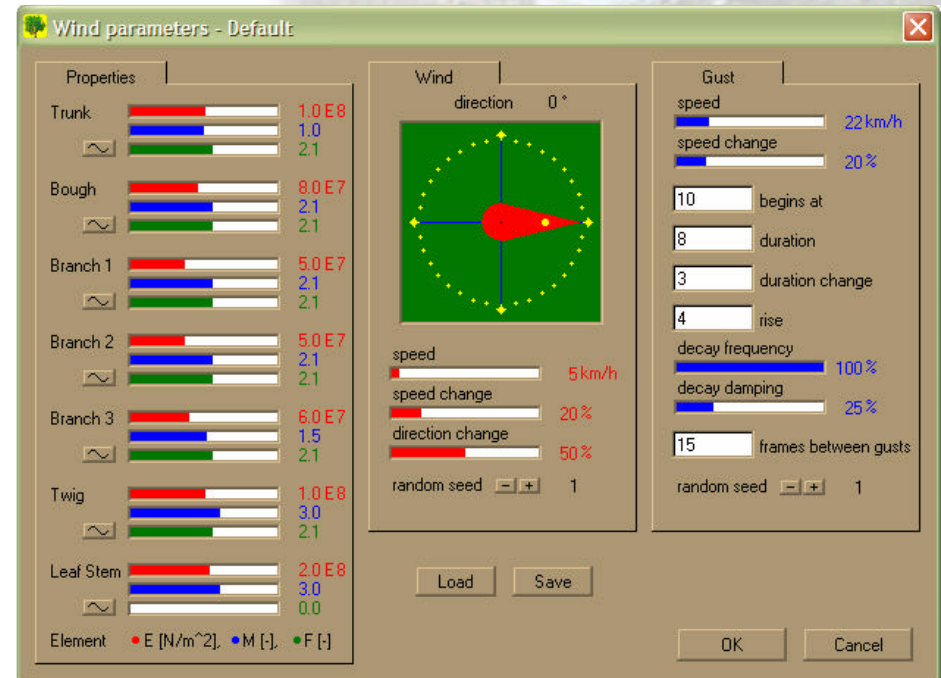 Wind parameters - Default
Properties
Trunk
1.0 E8
1.0
2.1
Bough
8.0 E7
2.1
2.1
Branch 1
5.0 E7
2.1
2.1
Branch 2
5.0 E7
2.1
2.1
Branch 3
6.0 E7
1.5
2.1
Twig
1.0 E8
3.0
2.1
Leaf Stem
2.0 E8
3.0
0.0
Element E [N/m^2], M [-], F [-]
Wind
direction 0 °
speed
5 km/h
speed change
20 %
direction change
50 %
random seed - + 1
Load Save
Gust
speed
22 km/h
speed change
20 %
10 begins at
8 duration
3 duration change
4 rise
decay frequency
100 %
decay damping
25 %
15 frames between gusts
random seed - + 1
OK Cancel